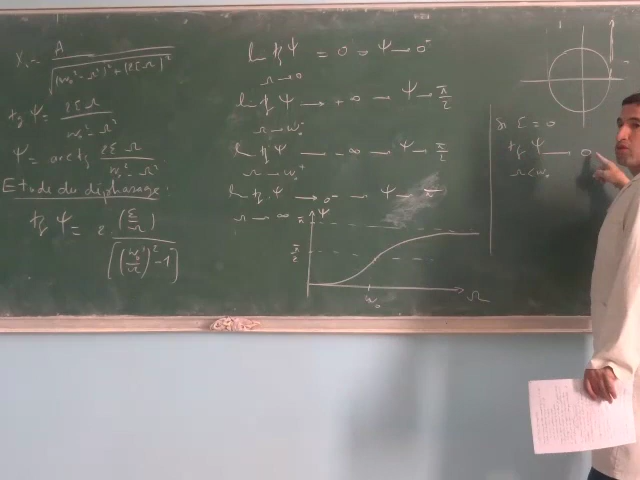 X₀ = A / √((ω₀² - Ω²)² + (2ξΩ)²)
tg Ψ = 2ξΩ / (ω₀² - Ω²)
Ψ = arctg 2ξΩ / (ω₀² - Ω²)
Etude du déphasage:
tg Ψ = 2 (ξ/Ω) / [(ω₀/Ω)² - 1]
lim tg Ψ = 0 = Ψ → 0⁻
Ω → 0
lim tg Ψ → +∞ → Ψ → π/2
Ω → ω₀⁻
lim tg Ψ → -∞ → Ψ → π/2
Ω → ω₀⁺
lim tg Ψ → 0⁻ → Ψ → π
Ω → ∞
Ψ
π
π/2
ω₀
Ω
Si ξ = 0
tg Ψ → 0
Ω < ω₀